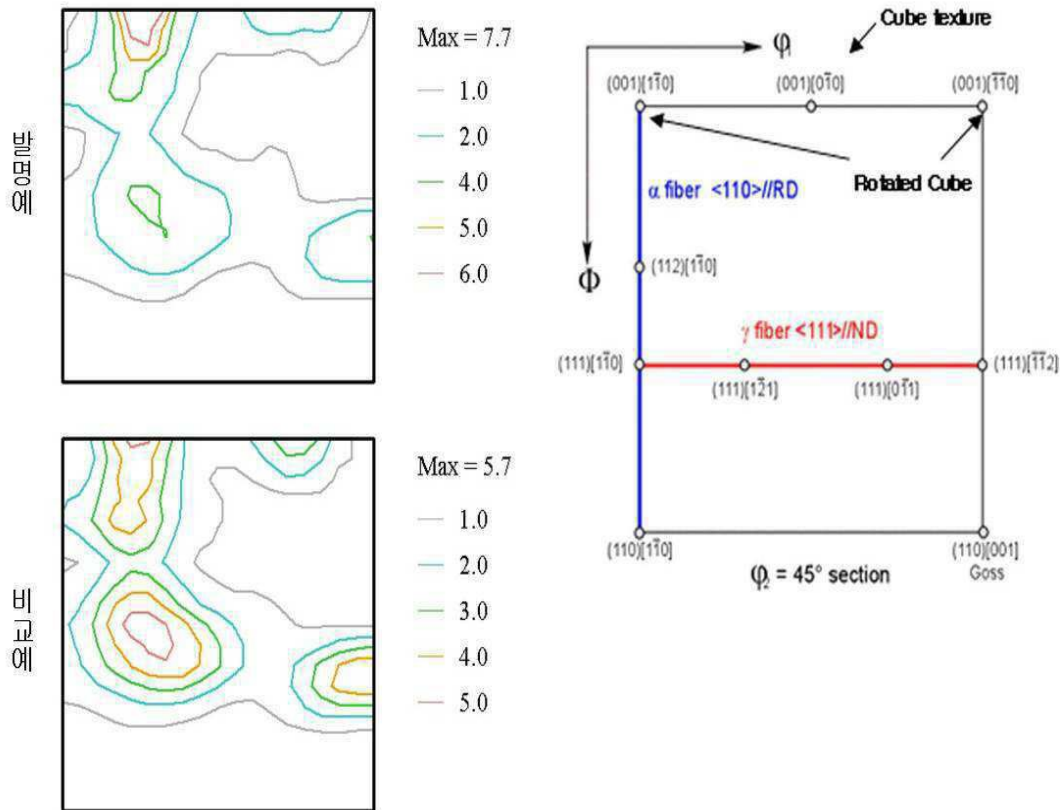 발명예
Max = 7.7
1.0
2.0
4.0
5.0
6.0
비교예
Max = 5.7
1.0
2.0
3.0
4.0
5.0
Cube texture
φ₁
(001)[11̅0]
(001)[01̅0]
(001)[1̅1̅0]
Rotated Cube
α fiber <110>//RD
Φ
(112)[11̅0]
γ fiber <111>//ND
(111)[11̅0]
(111)[12̅1]
(111)[01̅1]
(111)[1̅1̅2]
(110)[11̅0]
(110)[001]
Goss
φ₂ = 45° section